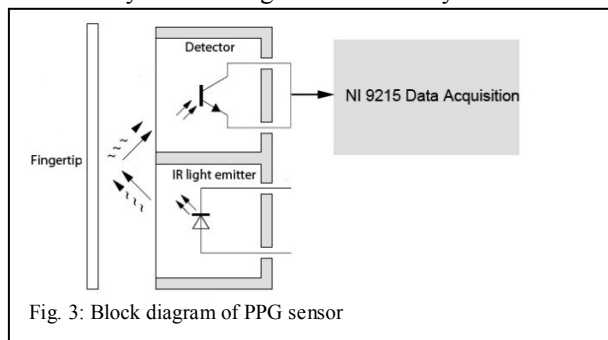 Detector
NI 9215 Data Acquisition
Fingertip
IR light emitter
Fig. 3: Block diagram of PPG sensor